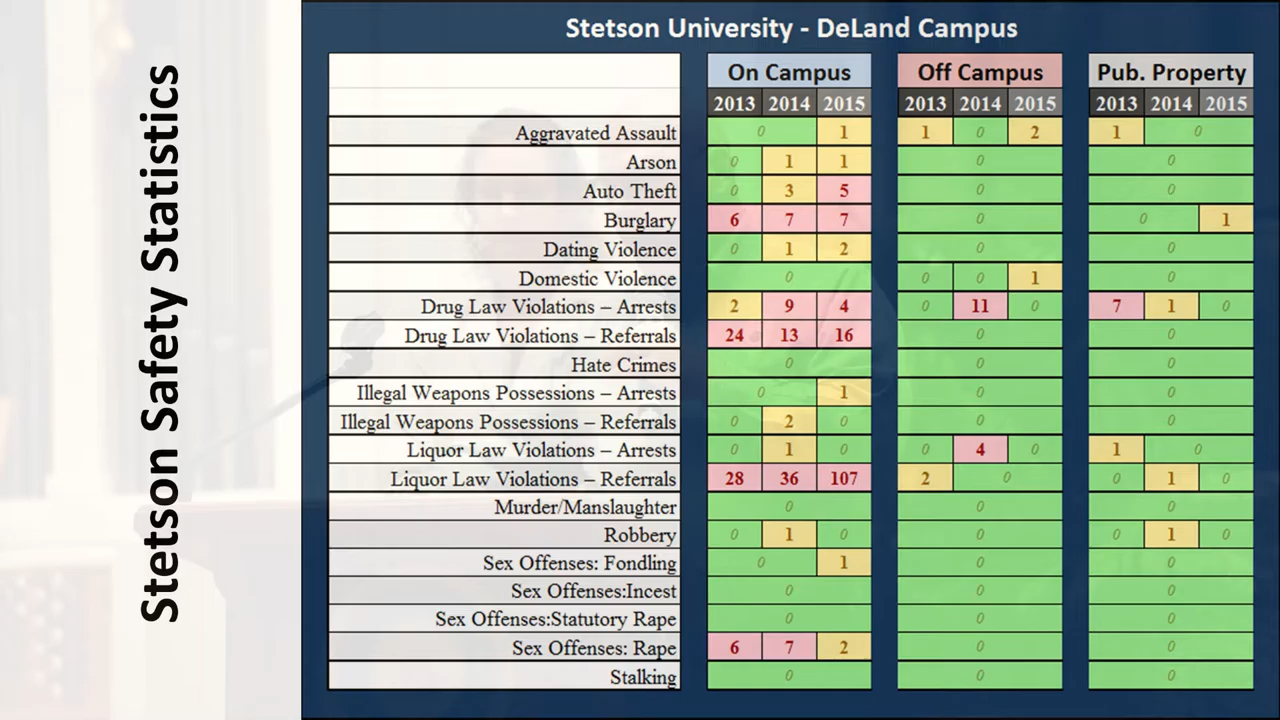 Stetson Safety Statistics
Stetson University - DeLand Campus
On Campus Off Campus Pub. Property
2013 2014 2015 2013 2014 2015 2013 2014 2015
Aggravated Assault 0 1 1 0 2 1 0
Arson 0 1 1 0 0
Auto Theft 0 3 5 0 0
Burglary 6 7 7 0 0 1
Dating Violence 0 1 2 0 0
Domestic Violence 0 0 0 1 0
Drug Law Violations – Arrests 2 9 4 0 11 0 7 1 0
Drug Law Violations – Referrals 24 13 16 0 0
Hate Crimes 0 0 0
Illegal Weapons Possessions – Arrests 0 1 0 0
Illegal Weapons Possessions – Referrals 0 2 0 0 0
Liquor Law Violations – Arrests 0 1 0 0 4 0 1 0
Liquor Law Violations – Referrals 28 36 107 2 0 0 1 0
Murder/Manslaughter 0 0 0
Robbery 0 1 0 0 0 1 0
Sex Offenses: Fondling 0 1 0 0
Sex Offenses:Incest 0 0 0
Sex Offenses:Statutory Rape 0 0 0
Sex Offenses: Rape 6 7 2 0 0
Stalking 0 0 0